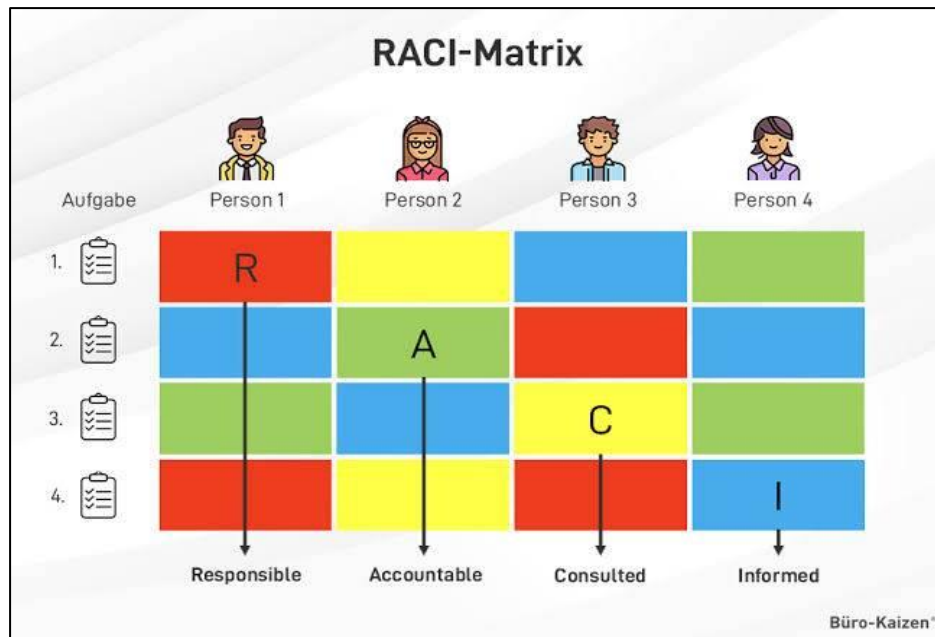 RACI-Matrix
Aufgabe Person 1 Person 2 Person 3 Person 4
1. R
2. A
3. C
4. I
Responsible Accountable Consulted Informed
Büro-Kaizen®